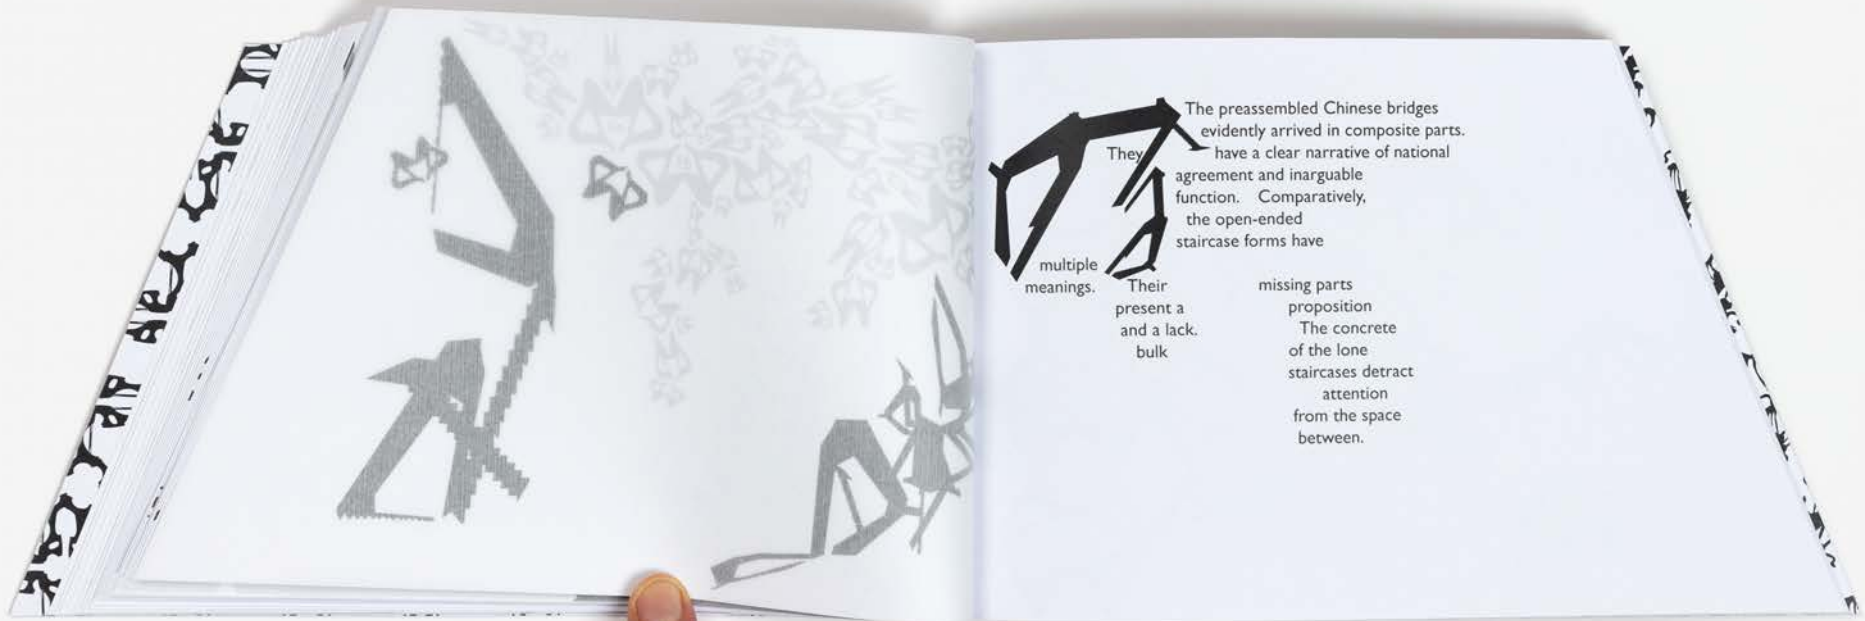 The preassembled Chinese bridges
evidently arrived in composite parts.
They have a clear narrative of national
agreement and inarguable
function. Comparatively,
the open-ended
staircase forms have
multiple
meanings. Their missing parts
present a proposition
and a lack. The concrete
bulk of the lone
staircases detract
attention
from the space
between.